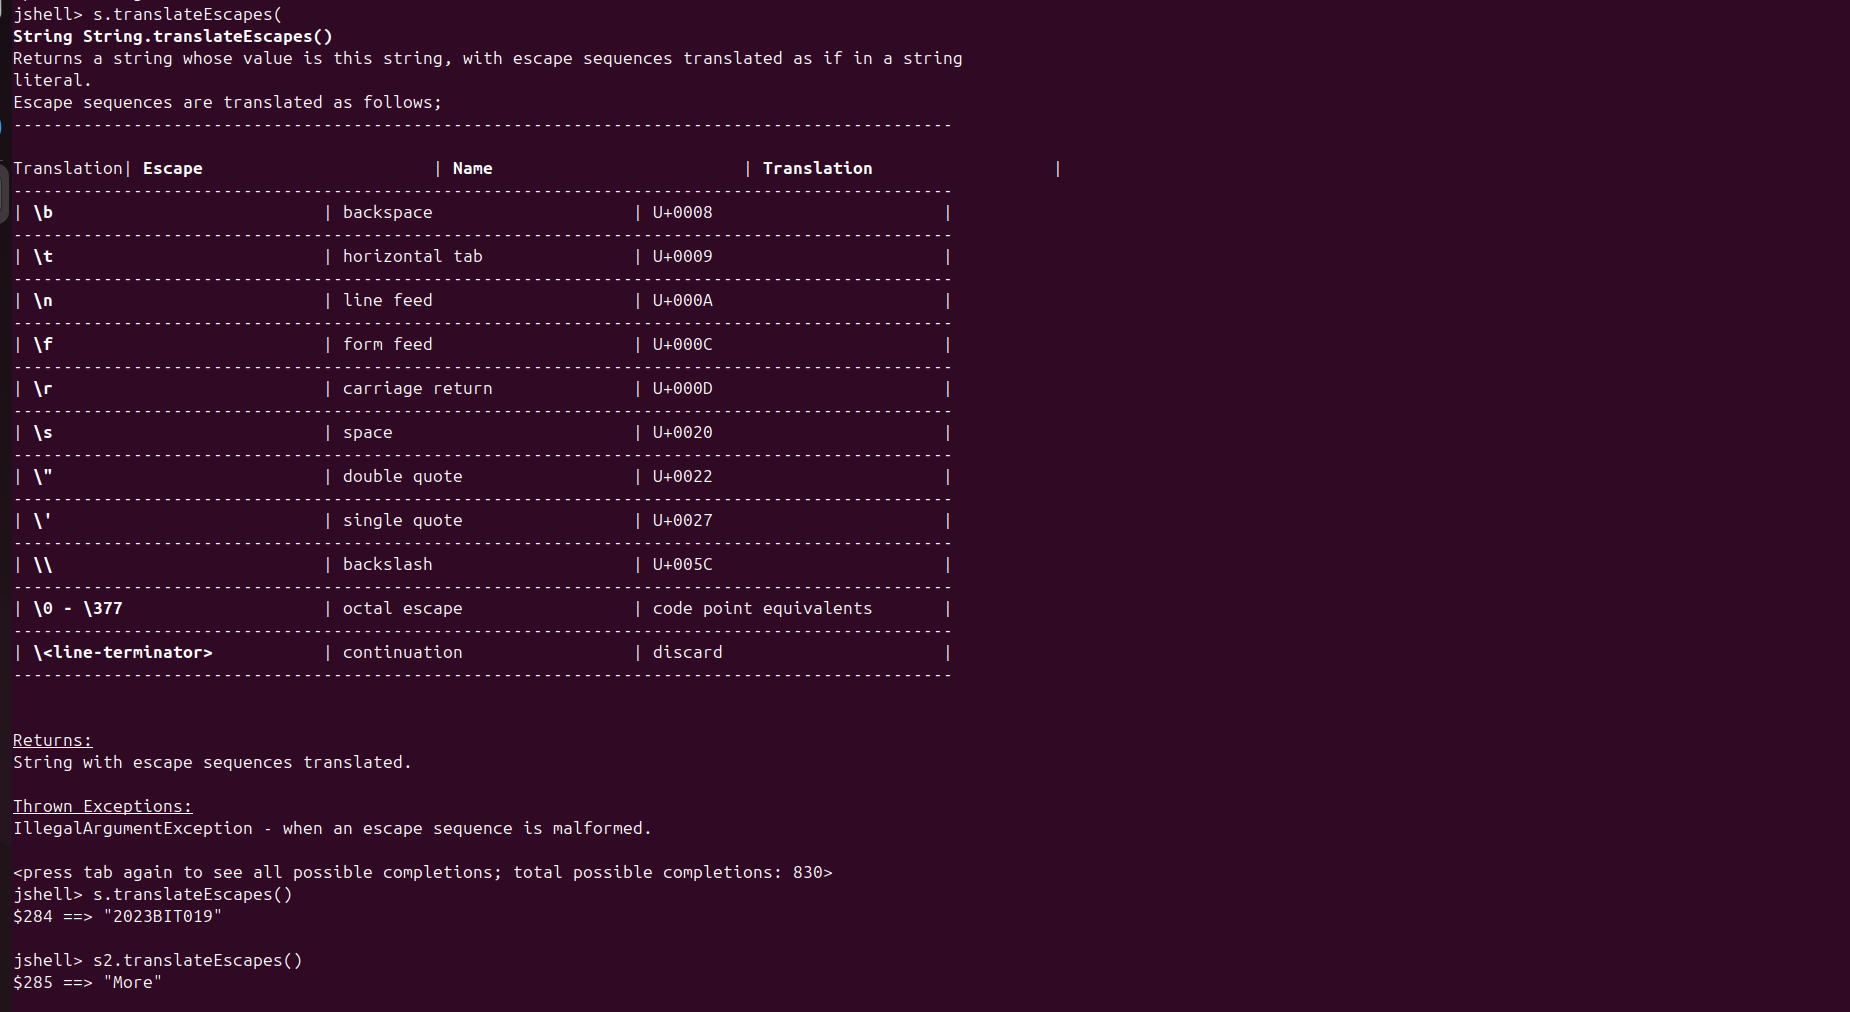 jshell> s.translateEscapes(
String String.translateEscapes()
Returns a string whose value is this string, with escape sequences translated as if in a string
literal.
Escape sequences are translated as follows;
----------------------------------------------------------------------------------------------
Translation| Escape | Name | Translation |
----------------------------------------------------------------------------------------------
| \b | backspace | U+0008 |
----------------------------------------------------------------------------------------------
| \t | horizontal tab | U+0009 |
----------------------------------------------------------------------------------------------
| \n | line feed | U+000A |
----------------------------------------------------------------------------------------------
| \f | form feed | U+000C |
----------------------------------------------------------------------------------------------
| \r | carriage return | U+000D |
----------------------------------------------------------------------------------------------
| \s | space | U+0020 |
----------------------------------------------------------------------------------------------
| \" | double quote | U+0022 |
----------------------------------------------------------------------------------------------
| \' | single quote | U+0027 |
----------------------------------------------------------------------------------------------
| \\ | backslash | U+005C |
----------------------------------------------------------------------------------------------
| \0 - \377 | octal escape | code point equivalents |
----------------------------------------------------------------------------------------------
| \<line-terminator> | continuation | discard |
----------------------------------------------------------------------------------------------
Returns:
String with escape sequences translated.
Thrown Exceptions:
IllegalArgumentException - when an escape sequence is malformed.
<press tab again to see all possible completions; total possible completions: 830>
jshell> s.translateEscapes()
$284 ==> "2023BIT019"
jshell> s2.translateEscapes()
$285 ==> "More"